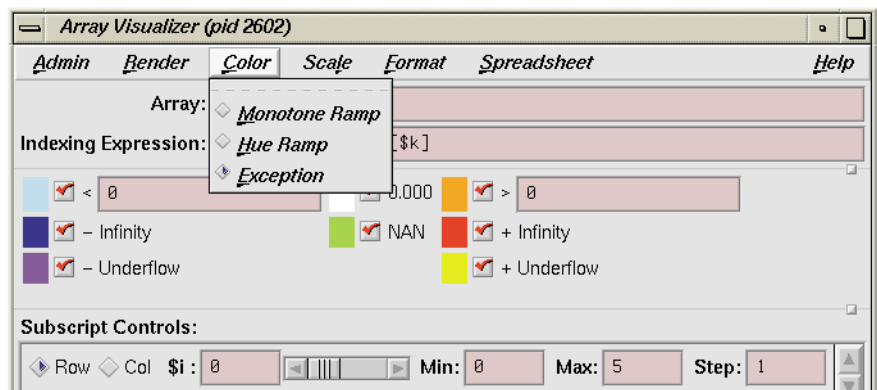 Array Visualizer (pid 2602)
Admin Render Color Scale Format Spreadsheet Help
Array:
Monotone Ramp
Indexing Expression: [$k]
Hue Ramp
Exception
< 0 0.000 > 0
– Infinity NAN + Infinity
– Underflow + Underflow
Subscript Controls:
Row Col $i : 0 Min: 0 Max: 5 Step: 1